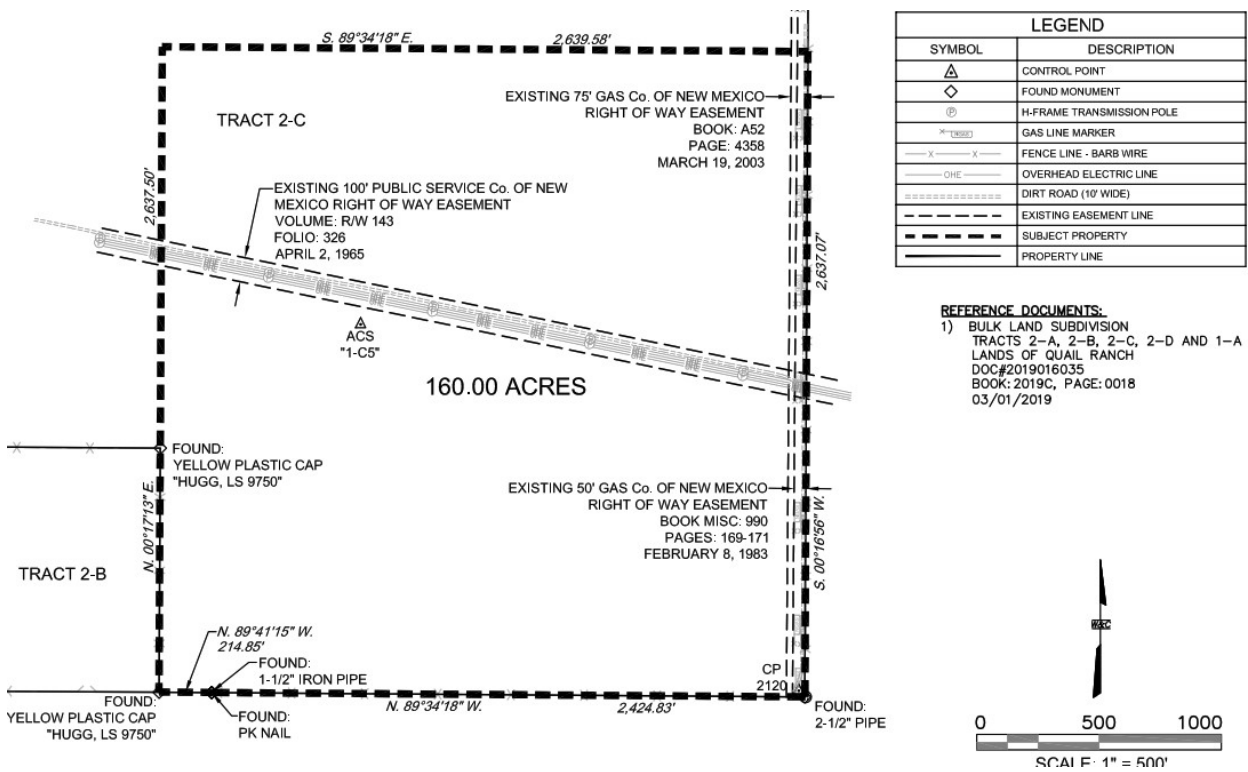 S. 89°34'18" E.
2,639.58'
TRACT 2-C
EXISTING 75' GAS Co. OF NEW MEXICO
RIGHT OF WAY EASEMENT
BOOK: A52
PAGE: 4358
MARCH 19, 2003
2,637.50'
EXISTING 100' PUBLIC SERVICE Co. OF NEW
MEXICO RIGHT OF WAY EASEMENT
VOLUME: R/W 143
FOLIO: 326
APRIL 2, 1965
2,637.07'
ACS
"1-C5"
160.00 ACRES
FOUND:
YELLOW PLASTIC CAP
"HUGG, LS 9750"
N. 00°17'13" E.
EXISTING 50' GAS Co. OF NEW MEXICO
RIGHT OF WAY EASEMENT
BOOK MISC: 990
PAGES: 169-171
FEBRUARY 8, 1983
S. 00°16'56" W.
TRACT 2-B
N. 89°41'15" W.
214.85'
FOUND:
1-1/2" IRON PIPE
CP
2120
FOUND:
YELLOW PLASTIC CAP
"HUGG, LS 9750"
FOUND:
PK NAIL
N. 89°34'18" W.
2,424.83'
FOUND:
2-1/2" PIPE
LEGEND
SYMBOL DESCRIPTION
CONTROL POINT
FOUND MONUMENT
P H-FRAME TRANSMISSION POLE
GAS LINE MARKER
X X FENCE LINE - BARB WIRE
OHE OVERHEAD ELECTRIC LINE
DIRT ROAD (10' WIDE)
EXISTING EASEMENT LINE
SUBJECT PROPERTY
PROPERTY LINE
REFERENCE DOCUMENTS:
1) BULK LAND SUBDIVISION
TRACTS 2-A, 2-B, 2-C, 2-D AND 1-A
LANDS OF QUAIL RANCH
DOC#2019016035
BOOK: 2019C, PAGE: 0018
03/01/2019
0 500 1000
SCALE: 1" = 500'